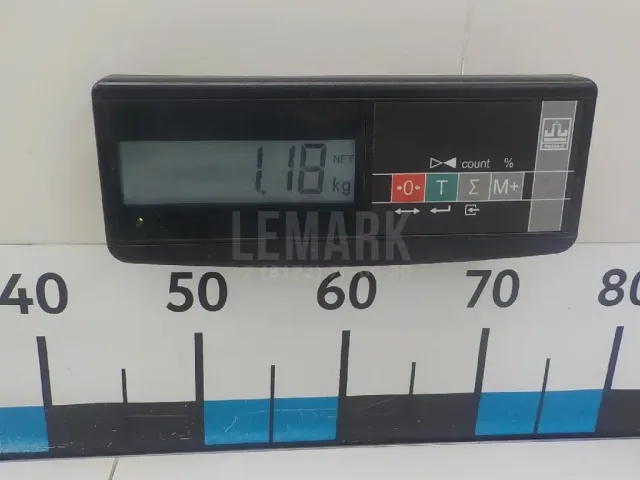 1.18 NET
kg
count %
→0← T Σ M+
LEMARK
40 50 60 70 80